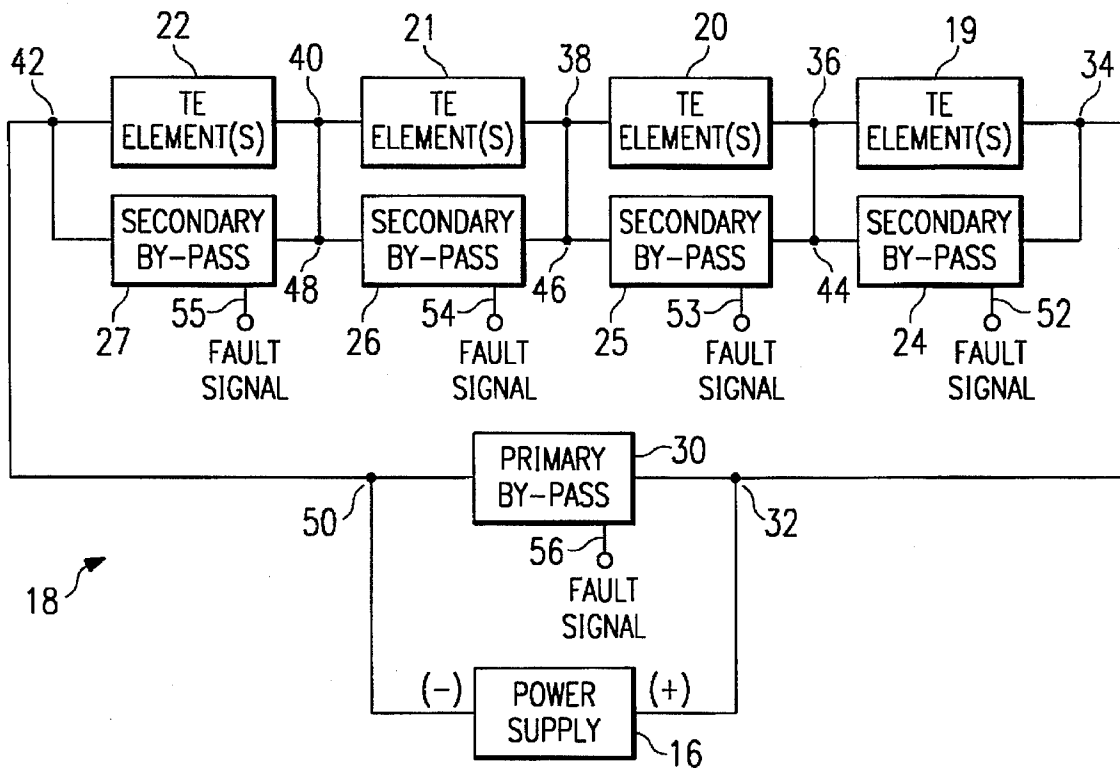 22
21
20
19
42
40
38
36
34
TE
ELEMENT(S)
TE
ELEMENT(S)
TE
ELEMENT(S)
TE
ELEMENT(S)
SECONDARY
BY-PASS
SECONDARY
BY-PASS
SECONDARY
BY-PASS
SECONDARY
BY-PASS
48
46
44
27
55
26
54
25
53
24
52
FAULT
SIGNAL
FAULT
SIGNAL
FAULT
SIGNAL
FAULT
SIGNAL
PRIMARY
BY-PASS
30
50
32
56
FAULT
SIGNAL
18
(-)
POWER
SUPPLY
(+)
16